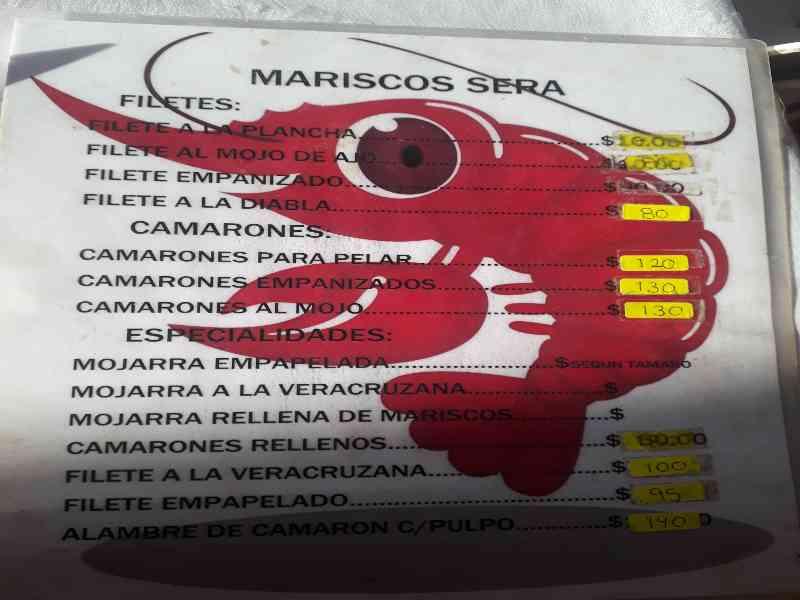 MARISCOS SERA
FILETES:
FILETE A LA PLANCHA $
FILETE AL MOJO DE AJO $
FILETE EMPANIZADO $
FILETE A LA DIABLA $ 80
CAMARONES:
CAMARONES PARA PELAR $ 120
CAMARONES EMPANIZADOS $ 130
CAMARONES AL MOJO $ 130
ESPECIALIDADES:
MOJARRA EMPAPELADA $ SEGUN TAMAÑO
MOJARRA A LA VERACRUZANA $
MOJARRA RELLENA DE MARISCOS $
CAMARONES RELLENOS $
FILETE A LA VERACRUZANA $ 100
FILETE EMPAPELADO $ 95
ALAMBRE DE CAMARON C/PULPO $ 140